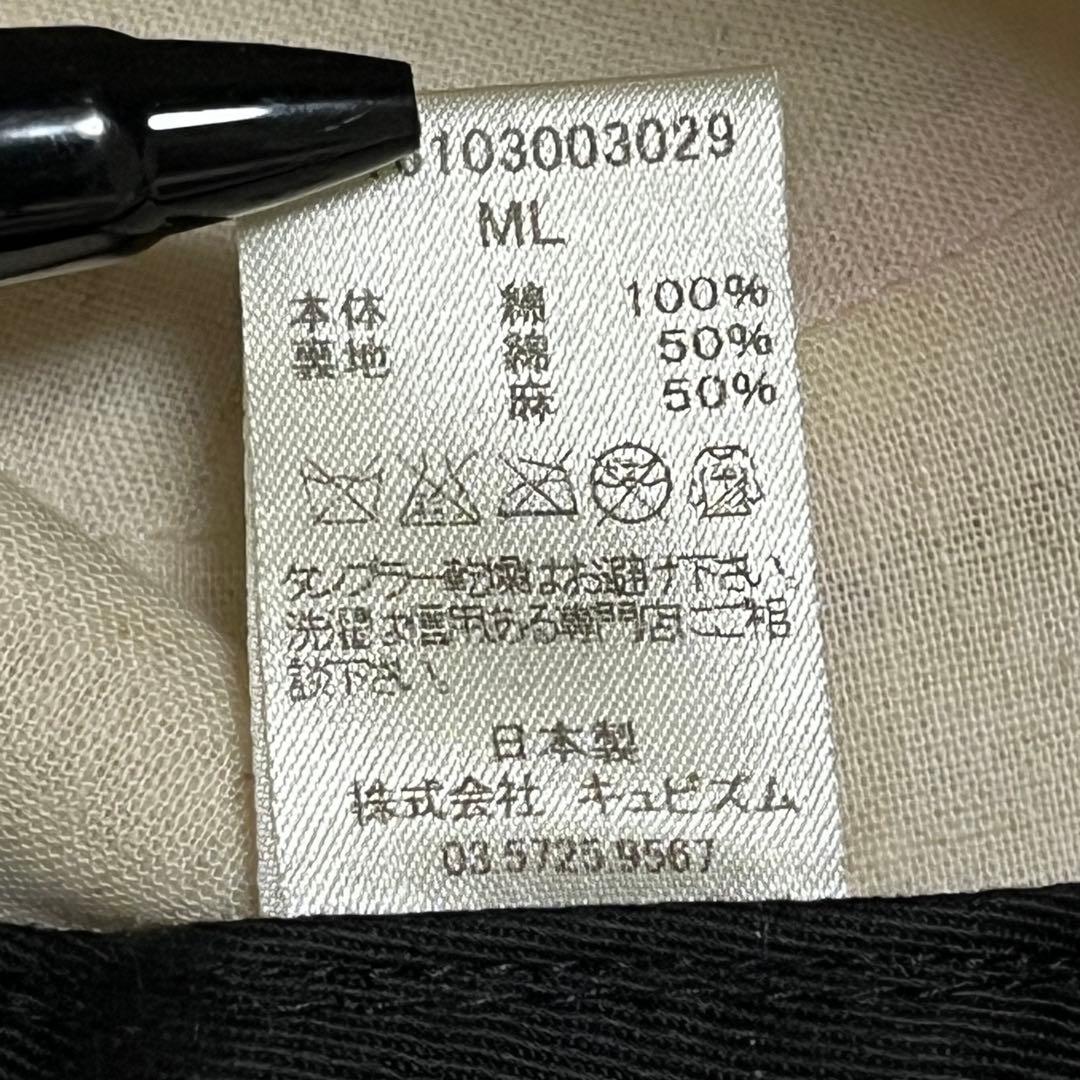 6103003029
ML
本体 綿 100%
裏地 綿 50%
麻 50%
タンブラー乾燥はお避け下さい。
洗濯は信用ある専門店にご相
談下さい。
日本製
株式会社 キュビズム
03.5725.9567